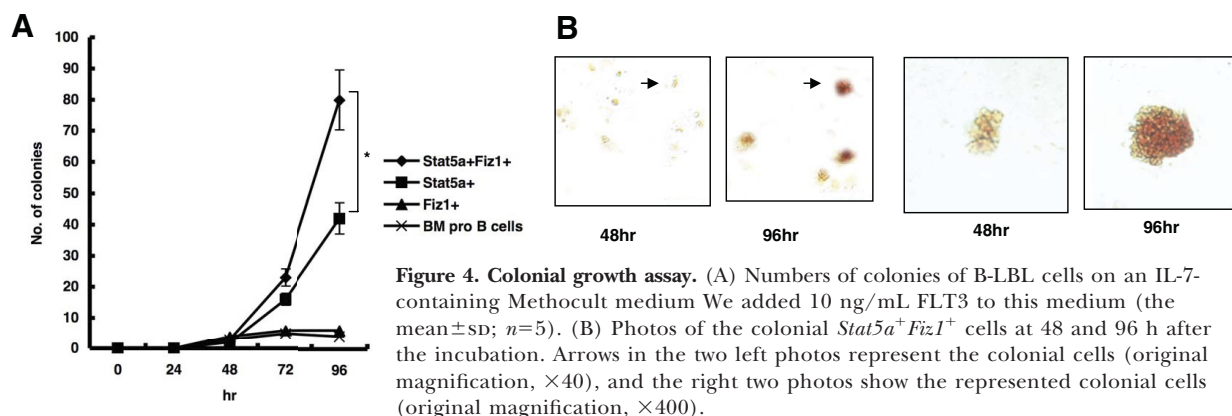 A
100
90
80
70
60
50
40
30
20
10
0
No. of colonies
0 24 48 72 96
hr
*
Stat5a+Fiz1+
Stat5a+
Fiz1+
BM pro B cells
B
48hr
96hr
48hr
96hr
Figure 4. Colonial growth assay. (A) Numbers of colonies of B-LBL cells on an IL-7-
containing Methocult medium We added 10 ng/mL FLT3 to this medium (the
mean±SD; n=5). (B) Photos of the colonial Stat5a⁺Fiz1⁺ cells at 48 and 96 h after
the incubation. Arrows in the two left photos represent the colonial cells (original
magnification, ×40), and the right two photos show the represented colonial cells
(original magnification, ×400).